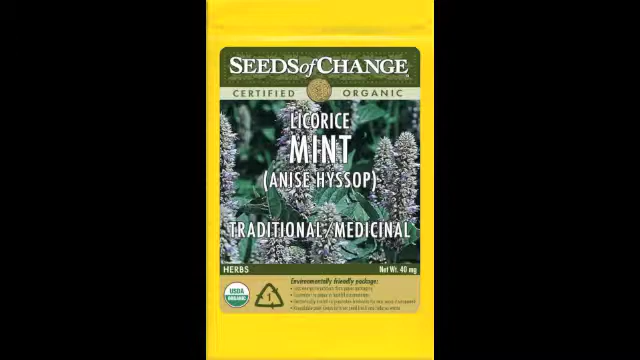 SEEDS of CHANGE
CERTIFIED ORGANIC
LICORICE
MINT
(ANISE HYSSOP)
TRADITIONAL/MEDICINAL
HERBS Net Wt. 40 mg
Environmentally friendly package:
USDA
ORGANIC
1